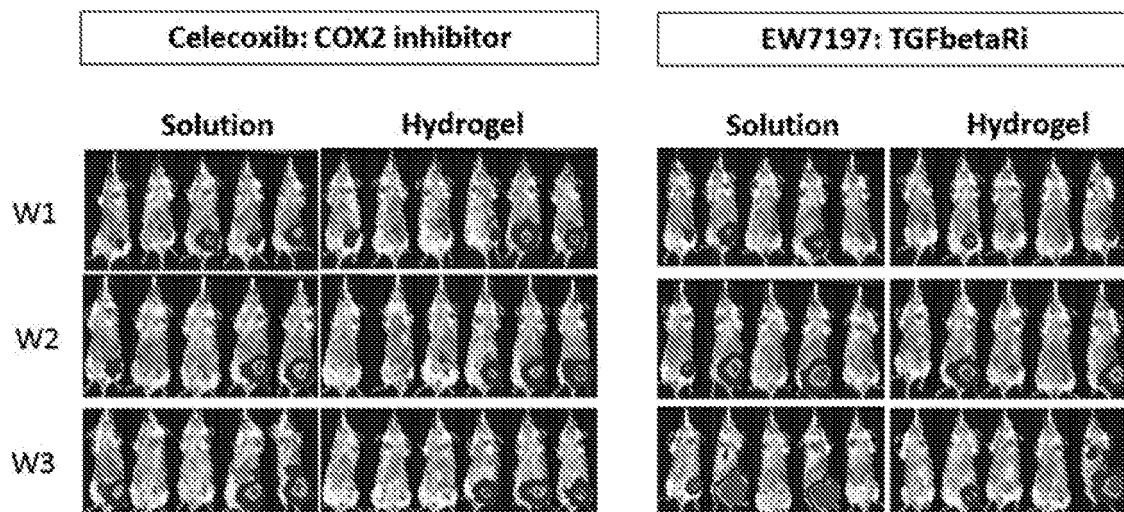 Celecoxib: COX2 inhibitor
EW7197: TGFbetaRi
Solution Hydrogel Solution Hydrogel
W1
W2
W3